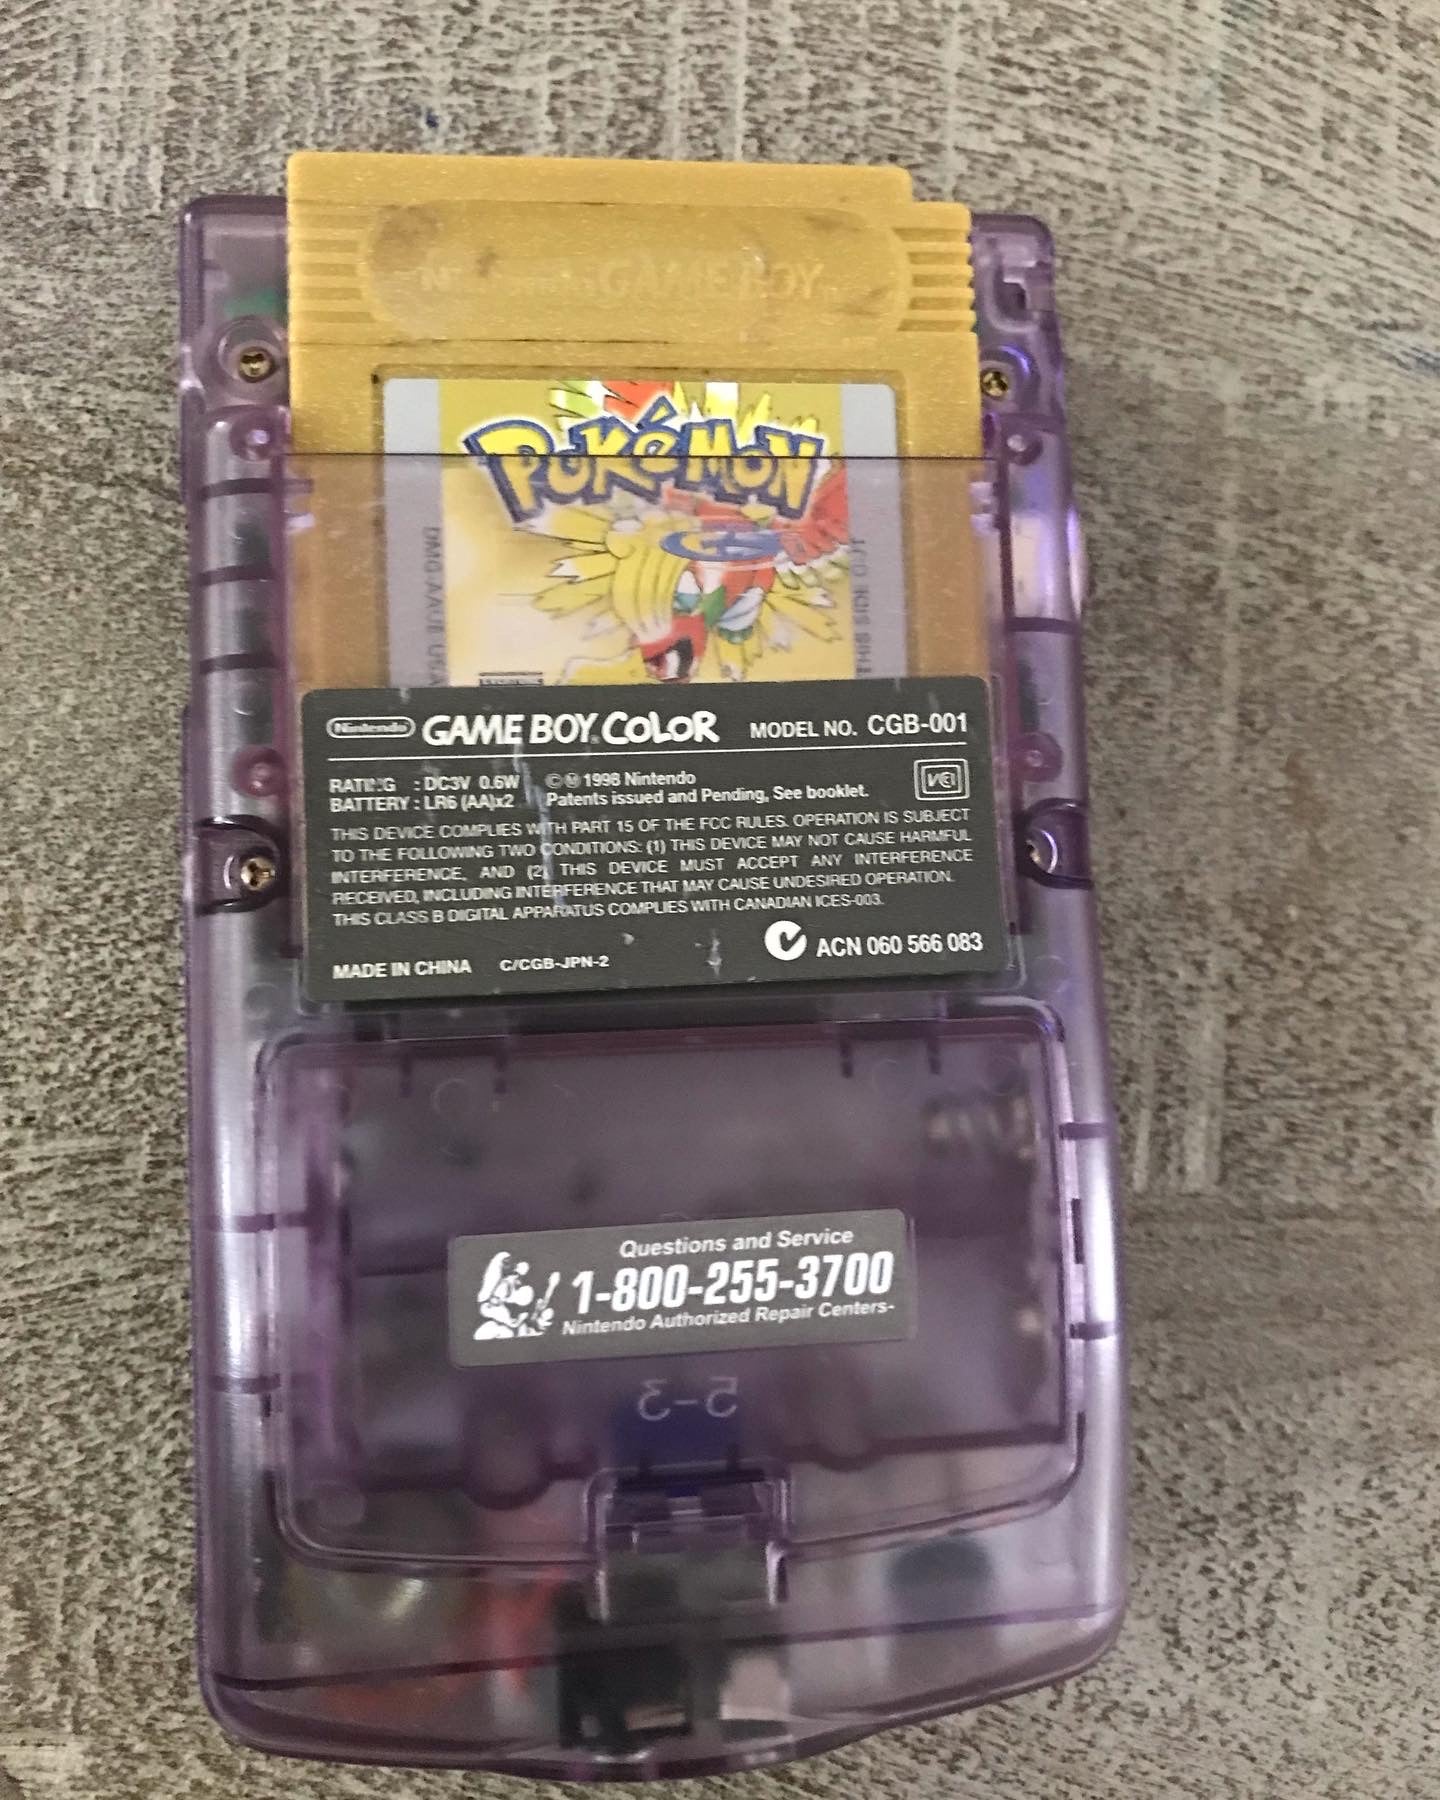 Nintendo GAME BOY
POKéMON
Nintendo GAME BOY COLOR MODEL NO. CGB-001
RATING : DC3V 0.6W © Ⓜ 1998 Nintendo
BATTERY : LR6 (AA)x2 Patents issued and Pending, See booklet. VCI
THIS DEVICE COMPLIES WITH PART 15 OF THE FCC RULES. OPERATION IS SUBJECT
TO THE FOLLOWING TWO CONDITIONS: (1) THIS DEVICE MAY NOT CAUSE HARMFUL
INTERFERENCE, AND (2) THIS DEVICE MUST ACCEPT ANY INTERFERENCE
RECEIVED, INCLUDING INTERFERENCE THAT MAY CAUSE UNDESIRED OPERATION.
THIS CLASS B DIGITAL APPARATUS COMPLIES WITH CANADIAN ICES-003.
ACN 060 566 083
MADE IN CHINA C/CGB-JPN-2
Questions and Service
1-800-255-3700
Nintendo Authorized Repair Centers-
5-3